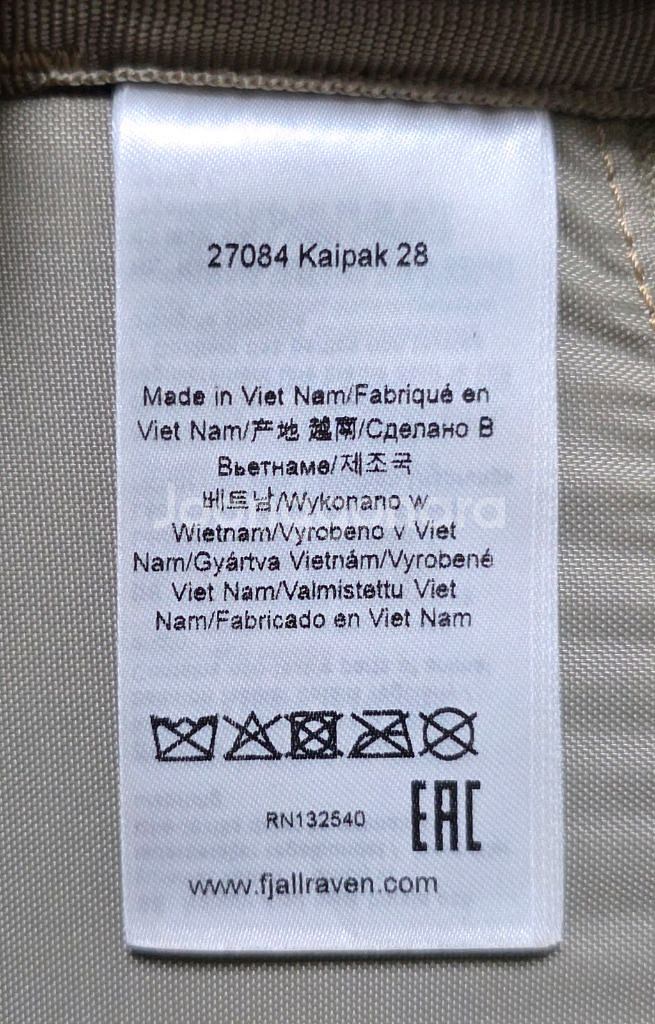 27084 Kaipak 28
Made in Viet Nam/Fabriqué en
Viet Nam/产地 越南/Сделано В
Вьетнаме/제조국
베트남/Wykonano w
Wietnam/Vyrobeno v Viet
Nam/Gyártva Vietnám/Vyrobené
Viet Nam/Valmistettu Viet
Nam/Fabricado en Viet Nam
RN132540
EAC
www.fjallraven.com